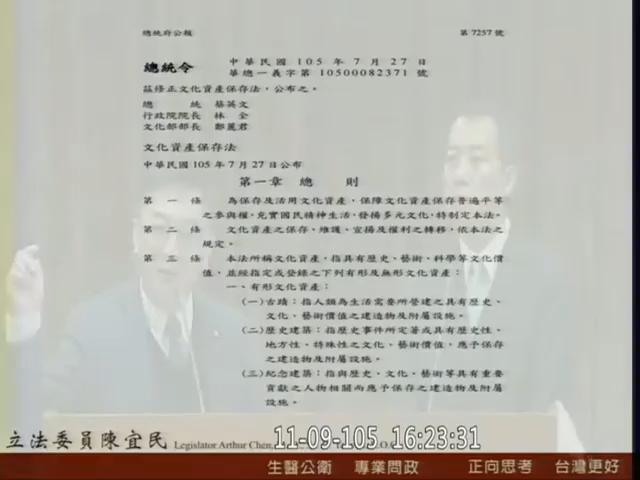 總統府公報 第 7257 號
總統令 中華民國 105 年 7 月 27 日
華總一義字第 10500082371 號
茲修正文化資產保存法,公布之。
總 統 蔡英文
行政院院長 林 全
文化部部長 鄭麗君
文化資產保存法
中華民國 105 年 7 月 27 日公布
第一章 總 則
第 一 條 為保存及活用文化資產,保障文化資產保存普遍平等
之參與權,充實國民精神生活,發揚多元文化,特制定本法。
第 二 條 文化資產之保存、維護、宣揚及權利之轉移,依本法之
規定。
第 三 條 本法所稱文化資產,指具有歷史、藝術、科學等文化價
值,並經指定或登錄之下列有形及無形文化資產:
一、有形文化資產:
(一)古蹟:指人類為生活需要所營建之具有歷史、
文化、藝術價值之建造物及附屬設施。
(二)歷史建築:指歷史事件所定著或具有歷史性、
地方性、特殊性之文化、藝術價值,應予保存
之建造物及附屬設施。
(三)紀念建築:指與歷史、文化、藝術等具有重要
貢獻之人物相關而應予保存之建造物及附屬
設施。
立法委員陳宜民 Legislator Arthur Chen, 11-09-105 16:23:31
生醫公衛 專業問政 正向思考 台灣更好